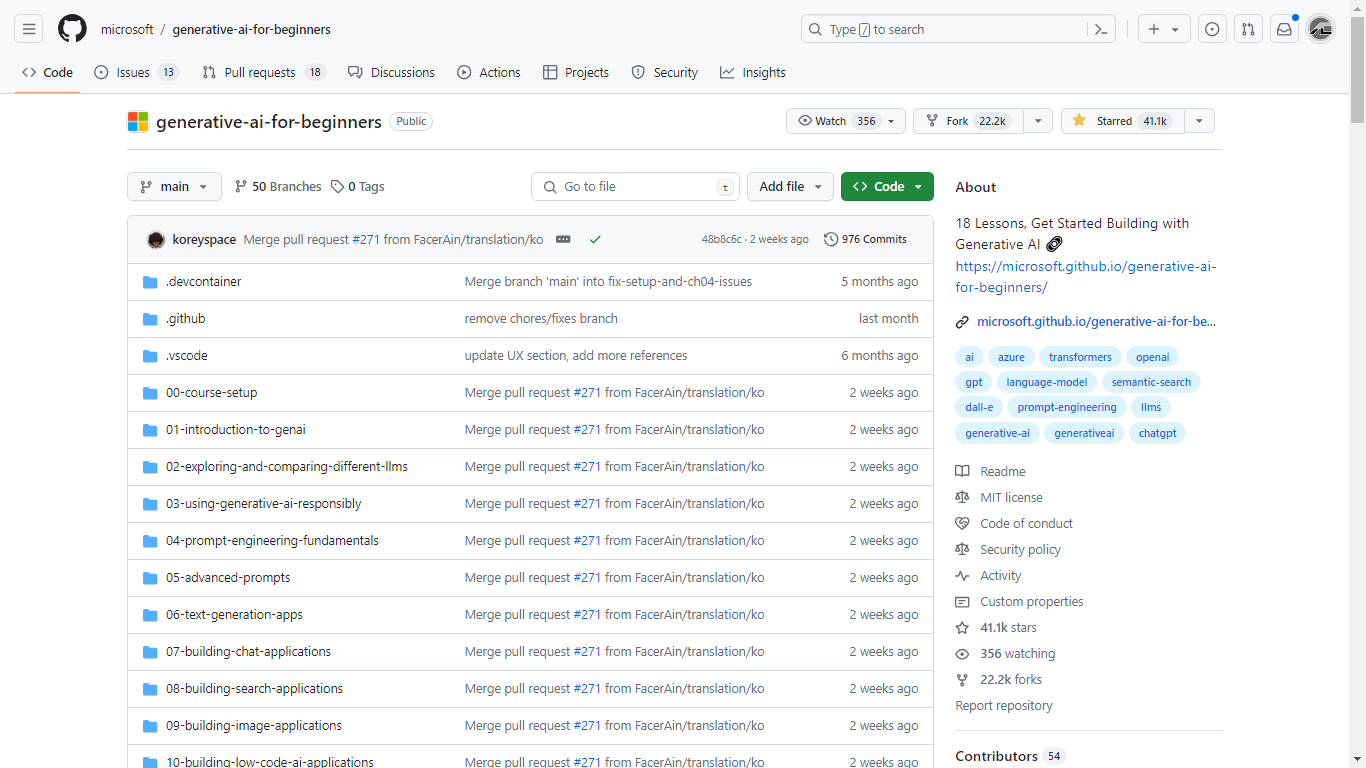 microsoft / generative-ai-for-beginners
Type / to search
Code
Issues 13
Pull requests 18
Discussions
Actions
Projects
Security
Insights
generative-ai-for-beginners Public
Watch 356
Fork 22.2k
Starred 41.1k
main
50 Branches
0 Tags
Go to file t
Add file
Code
koreyspace Merge pull request #271 from FacerAin/translation/ko 48b8c6c · 2 weeks ago 976 Commits
.devcontainer Merge branch 'main' into fix-setup-and-ch04-issues 5 months ago
.github remove chores/fixes branch last month
.vscode update UX section, add more references 6 months ago
00-course-setup Merge pull request #271 from FacerAin/translation/ko 2 weeks ago
01-introduction-to-genai Merge pull request #271 from FacerAin/translation/ko 2 weeks ago
02-exploring-and-comparing-different-llms Merge pull request #271 from FacerAin/translation/ko 2 weeks ago
03-using-generative-ai-responsibly Merge pull request #271 from FacerAin/translation/ko 2 weeks ago
04-prompt-engineering-fundamentals Merge pull request #271 from FacerAin/translation/ko 2 weeks ago
05-advanced-prompts Merge pull request #271 from FacerAin/translation/ko 2 weeks ago
06-text-generation-apps Merge pull request #271 from FacerAin/translation/ko 2 weeks ago
07-building-chat-applications Merge pull request #271 from FacerAin/translation/ko 2 weeks ago
08-building-search-applications Merge pull request #271 from FacerAin/translation/ko 2 weeks ago
09-building-image-applications Merge pull request #271 from FacerAin/translation/ko 2 weeks ago
10-building-low-code-ai-applications Merge pull request #271 from FacerAin/translation/ko 2 weeks ago
About
18 Lessons, Get Started Building with
Generative AI 🔗
https://microsoft.github.io/generative-ai-
for-beginners/
microsoft.github.io/generative-ai-for-be...
ai azure transformers openai
gpt language-model semantic-search
dall-e prompt-engineering llms
generative-ai generativeai chatgpt
Readme
MIT license
Code of conduct
Security policy
Activity
Custom properties
41.1k stars
356 watching
22.2k forks
Report repository
Contributors 54